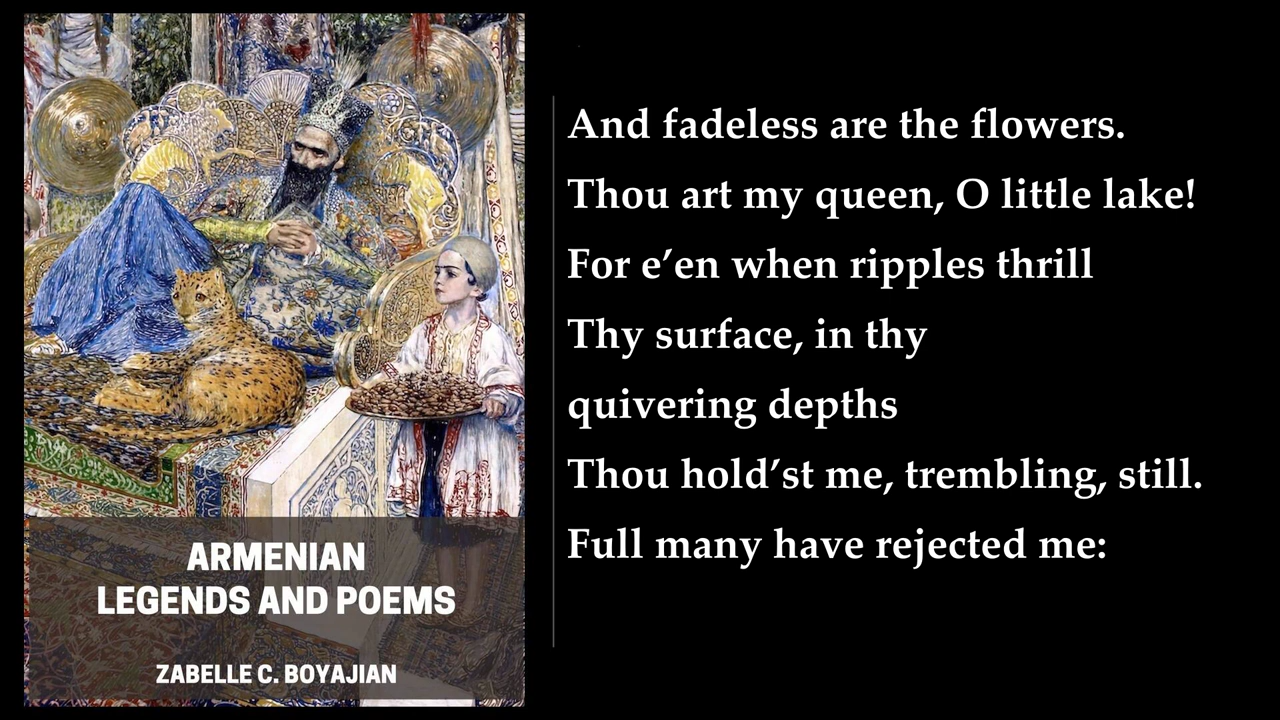 ARMENIAN
LEGENDS AND POEMS
ZABELLE C. BOYAJIAN
And fadeless are the flowers.
Thou art my queen, O little lake!
For e’en when ripples thrill
Thy surface, in thy
quivering depths
Thou hold’st me, trembling, still.
Full many have rejected me: